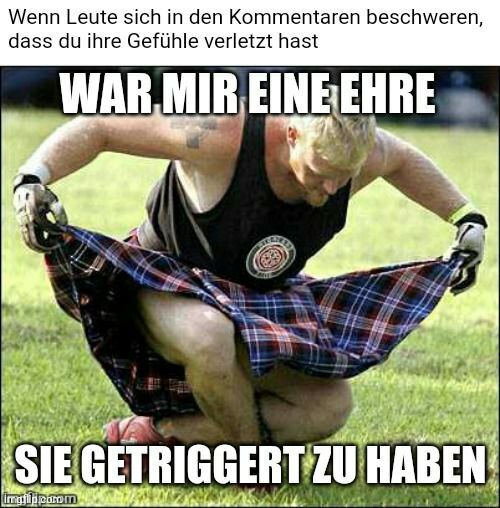 Wenn Leute sich in den Kommentaren beschweren,
dass du ihre Gefühle verletzt hast
WAR MIR EINE EHRE
SIE GETRIGGERT ZU HABEN
imgflip.com